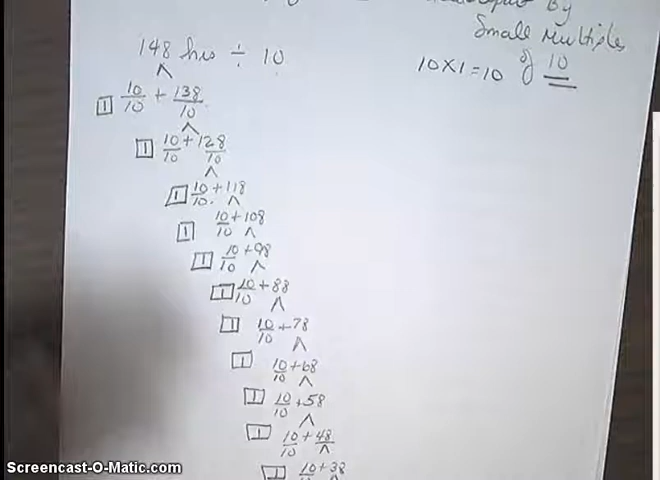 By
Small Multiples
of 10
148 hrs ÷ 10
10 x 1 = 10
1 10/10 + 138/10
1 10/10 + 128/10
1 10/10 + 118
1 10/10 + 108
1 10/10 + 98
1 10/10 + 88
1 10/10 + 78
1 10/10 + 68
1 10/10 + 58
1 10/10 + 48
1 10/10 + 38
Screencast-O-Matic.com